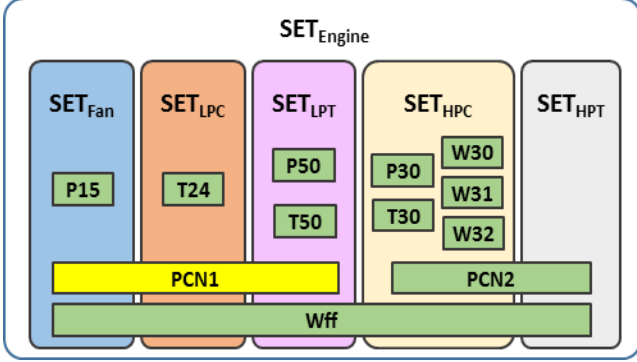 SETEngine
SETFan
SETLPC
SETLPT
SETHPC
SETHPT
P15
T24
P50
T50
P30
T30
W30
W31
W32
PCN1
PCN2
Wff